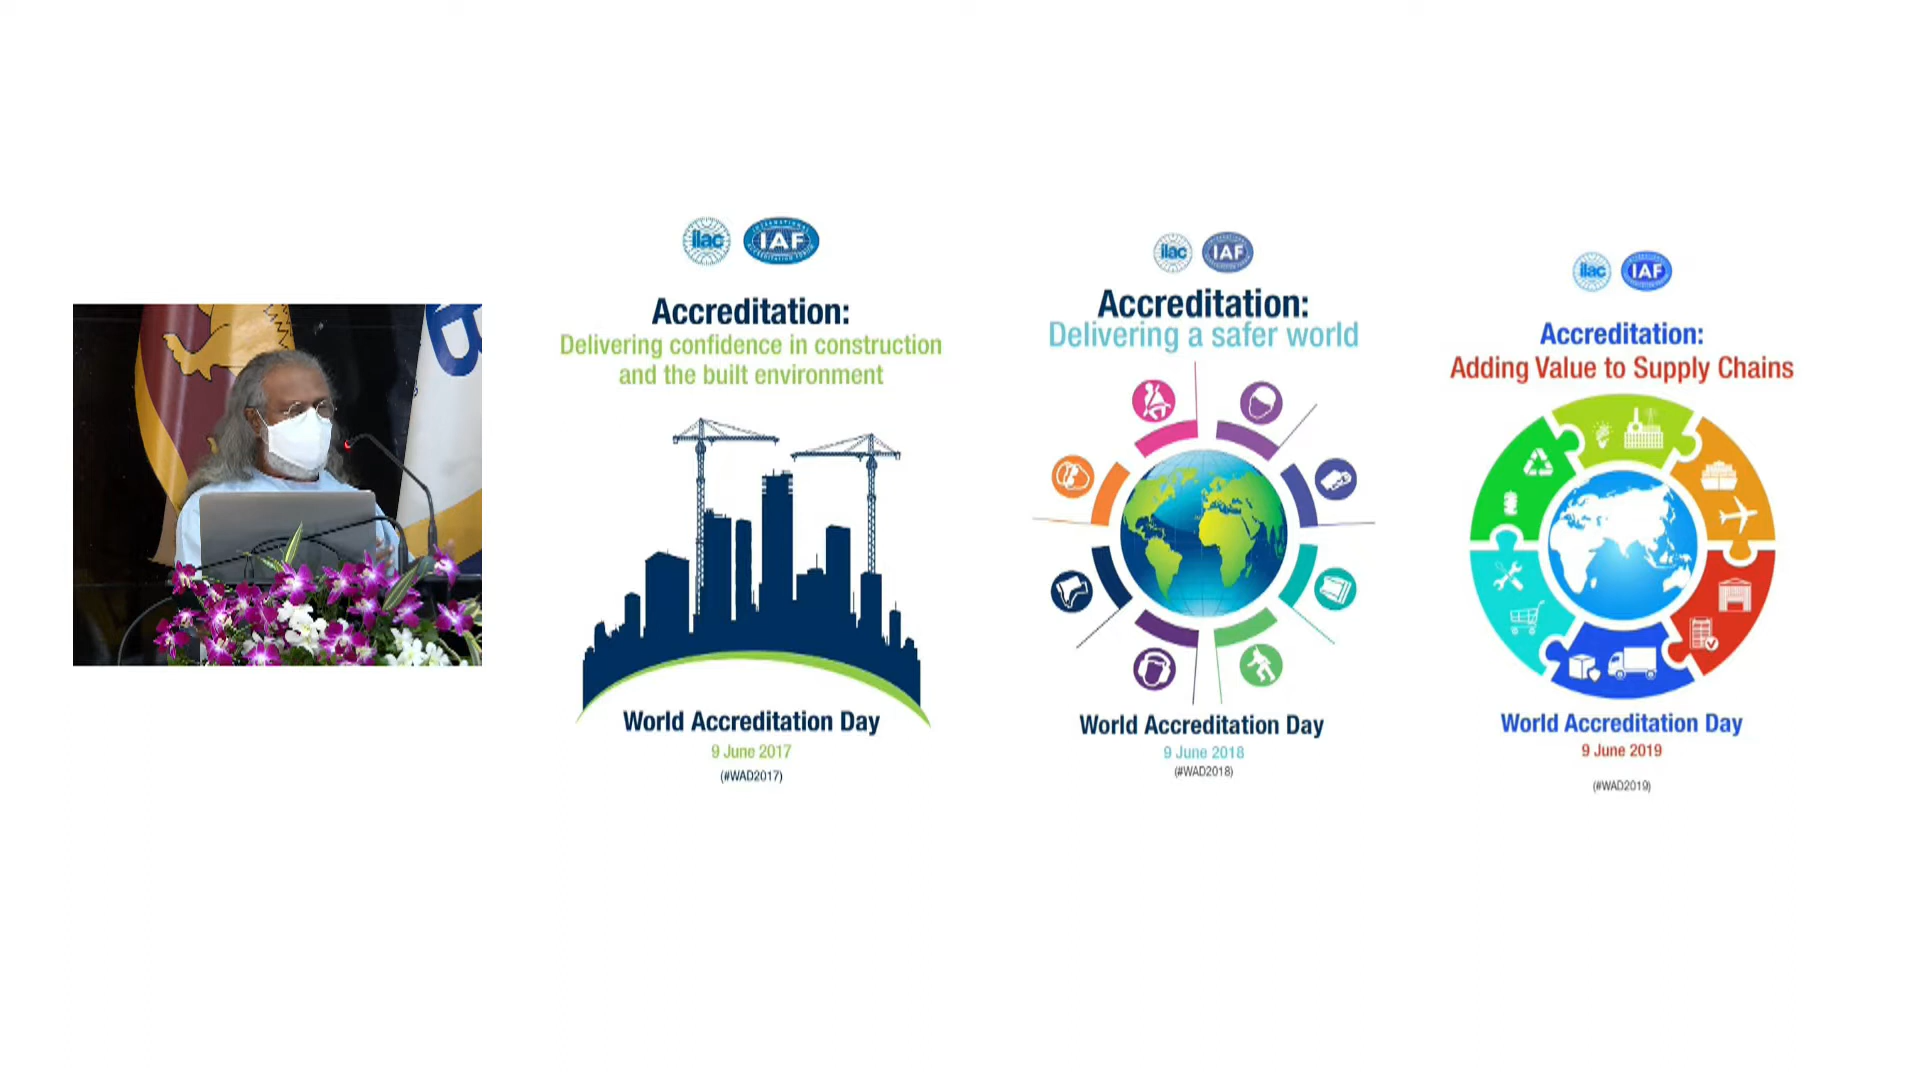 ilac IAF
Accreditation:
Delivering confidence in construction
and the built environment
World Accreditation Day
9 June 2017
(#WAD2017)
ilac IAF
Accreditation:
Delivering a safer world
World Accreditation Day
9 June 2018
(#WAD2018)
ilac IAF
Accreditation:
Adding Value to Supply Chains
World Accreditation Day
9 June 2019
(#WAD2019)